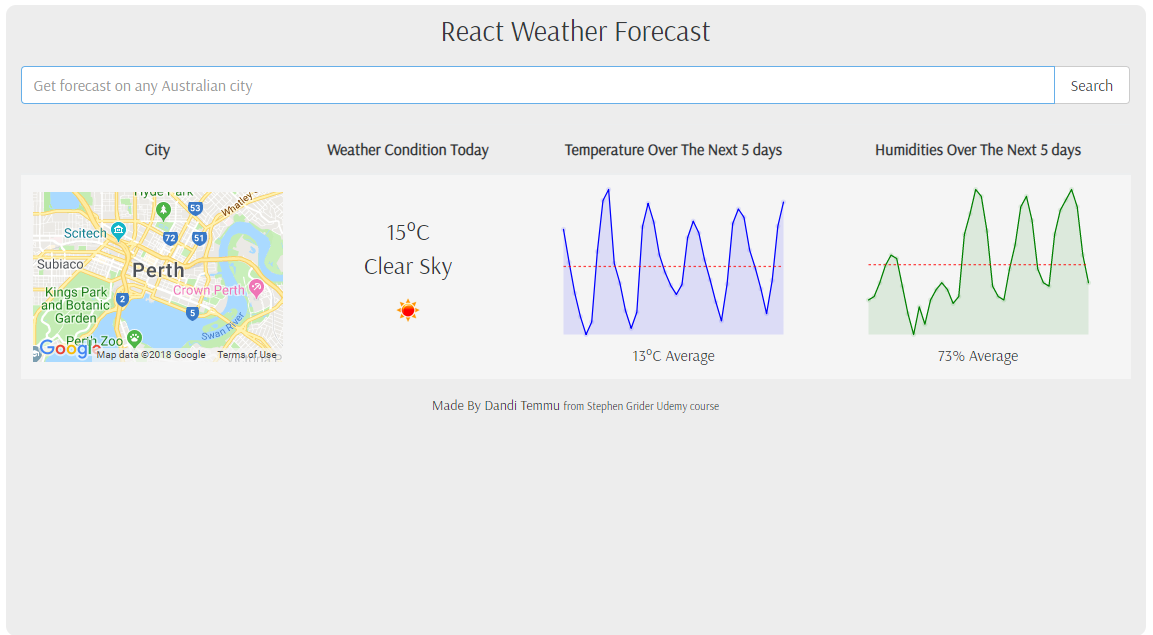 React Weather Forecast
Get forecast on any Australian city
Search
City
Weather Condition Today
Temperature Over The Next 5 days
Humidities Over The Next 5 days
Hyde Park
Whatley
53
Scitech
72
51
Subiaco
Perth
Kings Park
and Botanic
Garden
Crown Perth
2
5
Swan River
Perth Zoo
Google
Map data ©2018 Google
Terms of Use
15°C
Clear Sky
13°C Average
73% Average
Made By Dandi Temmu from Stephen Grider Udemy course